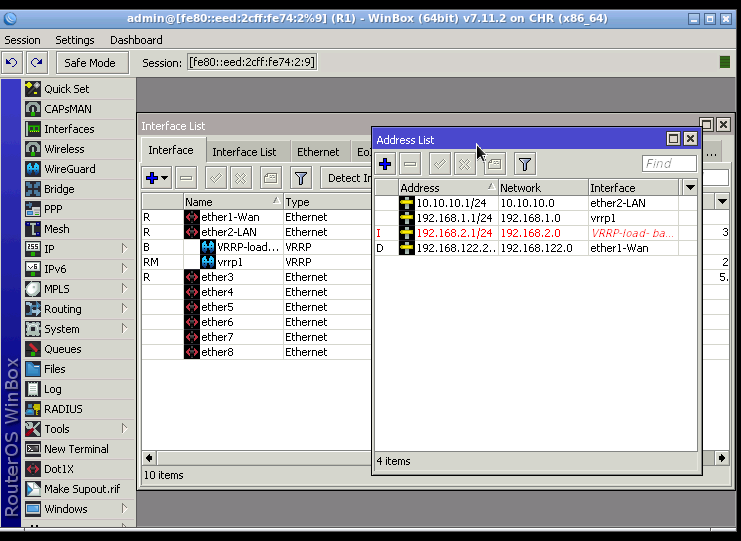 admin@[fe80::eed:2cff:fe74:2%9] (R1) - WinBox (64bit) v7.11.2 on CHR (x86_64)
Session Settings Dashboard
Safe Mode Session: [fe80::eed:2cff:fe74:2:9]
RouterOS WinBox
Quick Set
CAPsMAN
Interfaces
Wireless
WireGuard
Bridge
PPP
Mesh
IP
IPv6
MPLS
Routing
System
Queues
Files
Log
RADIUS
Tools
New Terminal
Dot1X
Make Supout.rif
Windows
Interface List
Interface Interface List Ethernet Eo ...
Detect In
Name Type
R ether1-Wan Ethernet
R ether2-LAN Ethernet 3
B VRRP-load... VRRP
RM vrrp1 VRRP 2
R ether3 Ethernet 5.
ether4 Ethernet
ether5 Ethernet
ether6 Ethernet
ether7 Ethernet
ether8 Ethernet
10 items
Address List
Find
Address Network Interface
10.10.10.1/24 10.10.10.0 ether2-LAN
192.168.1.1/24 192.168.1.0 vrrp1
I 192.168.2.1/24 192.168.2.0 VRRP-load- ba...
D 192.168.122.2.. 192.168.122.0 ether1-Wan
4 items